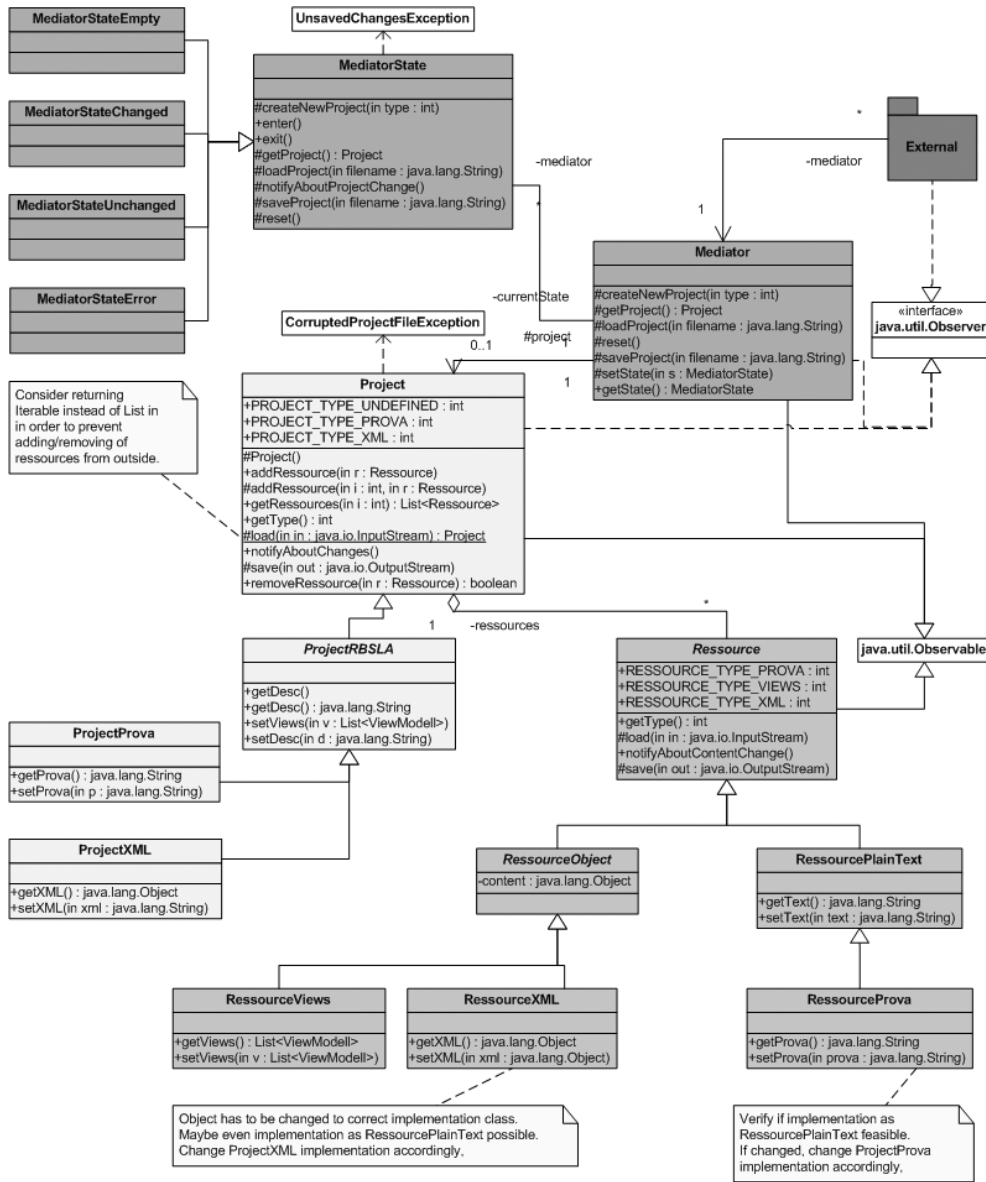 MediatorStateEmpty
UnsavedChangesException
MediatorState
#createNewProject(in type : int)
+enter()
+exit()
#getProject() : Project
#loadProject(in filename : java.lang.String)
#notifyAboutProjectChange()
#saveProject(in filename : java.lang.String)
#reset()
MediatorStateChanged
MediatorStateUnchanged
MediatorStateError
External
*
-mediator
-mediator
*
1
Mediator
#createNewProject(in type : int)
#getProject() : Project
#loadProject(in filename : java.lang.String)
#reset()
#saveProject(in filename : java.lang.String)
#setState(in s : MediatorState)
+getState() : MediatorState
-currentState
#project
1
0..1
1
«interface»
java.util.Observer
CorruptedProjectFileException
Consider returning
Iterable instead of List in
in order to prevent
adding/removing of
ressources from outside.
Project
+PROJECT_TYPE_UNDEFINED : int
+PROJECT_TYPE_PROVA : int
+PROJECT_TYPE_XML : int
#Project()
+addRessource(in r : Ressource)
#addRessource(in i : int, in r : Ressource)
+getRessources(in i : int) : List<Ressource>
+getType() : int
#load(in in : java.io.InputStream) : Project
+notifyAboutChanges()
#save(in out : java.io.OutputStream)
+removeRessource(in r : Ressource) : boolean
1
-ressources
*
ProjectRBSLA
+getDesc()
+getDesc() : java.lang.String
+setViews(in v : List<ViewModell>)
+setDesc(in d : java.lang.String)
Ressource
+RESSOURCE_TYPE_PROVA : int
+RESSOURCE_TYPE_VIEWS : int
+RESSOURCE_TYPE_XML : int
+getType() : int
#load(in in : java.io.InputStream)
+notifyAboutContentChange()
#save(in out : java.io.OutputStream)
java.util.Observable
ProjectProva
+getProva() : java.lang.String
+setProva(in p : java.lang.String)
ProjectXML
+getXML() : java.lang.Object
+setXML(in xml : java.lang.String)
RessourceObject
-content : java.lang.Object
RessourcePlainText
+getText() : java.lang.String
+setText(in text : java.lang.String)
RessourceViews
+getViews() : List<ViewModell>
+setViews(in v : List<ViewModell>)
RessourceXML
+getXML() : java.lang.Object
+setXML(in xml : java.lang.Object)
RessourceProva
+getProva() : java.lang.String
+setProva(in prova : java.lang.String)
Object has to be changed to correct implementation class.
Maybe even implementation as RessourcePlainText possible.
Change ProjectXML implementation accordingly,
Verify if implementation as
RessourcePlainText feasible.
If changed, change ProjectProva
implementation accordingly,